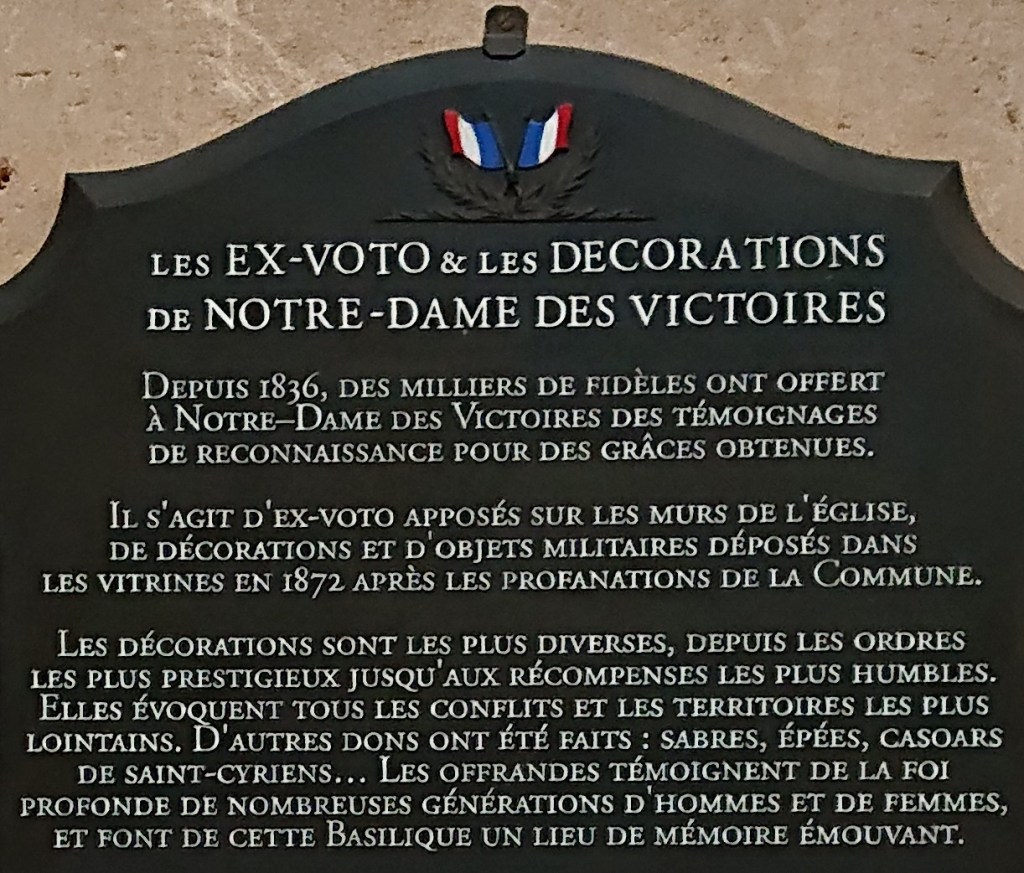 LES EX-VOTO & LES DECORATIONS
DE NOTRE-DAME DES VICTOIRES
DEPUIS 1836, DES MILLIERS DE FIDÈLES ONT OFFERT
À NOTRE–DAME DES VICTOIRES DES TÉMOIGNAGES
DE RECONNAISSANCE POUR DES GRÂCES OBTENUES.
IL S'AGIT D'EX-VOTO APPOSÉS SUR LES MURS DE L'ÉGLISE,
DE DÉCORATIONS ET D'OBJETS MILITAIRES DÉPOSÉS DANS
LES VITRINES EN 1872 APRÈS LES PROFANATIONS DE LA COMMUNE.
LES DÉCORATIONS SONT LES PLUS DIVERSES, DEPUIS LES ORDRES
LES PLUS PRESTIGIEUX JUSQU'AUX RÉCOMPENSES LES PLUS HUMBLES.
ELLES ÉVOQUENT TOUS LES CONFLITS ET LES TERRITOIRES LES PLUS
LOINTAINS. D'AUTRES DONS ONT ÉTÉ FAITS : SABRES, ÉPÉES, CASOARS
DE SAINT-CYRIENS... LES OFFRANDES TÉMOIGNENT DE LA FOI
PROFONDE DE NOMBREUSES GÉNÉRATIONS D'HOMMES ET DE FEMMES,
ET FONT DE CETTE BASILIQUE UN LIEU DE MÉMOIRE ÉMOUVANT.